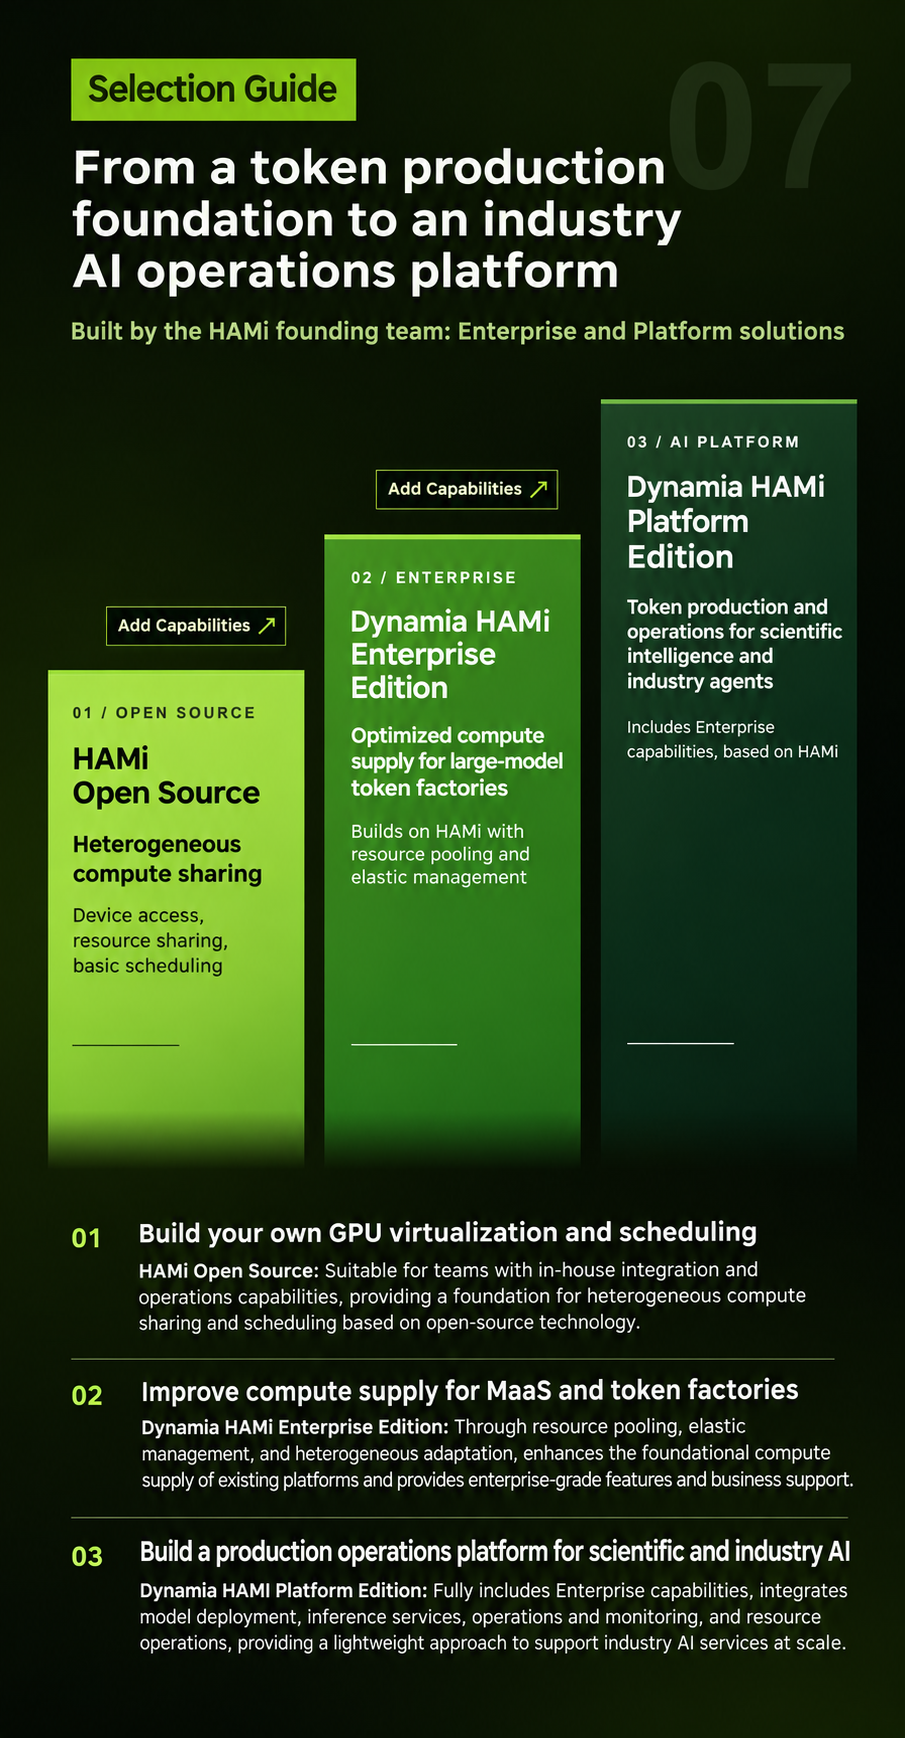 Selection Guide
07
From a token production
foundation to an industry
AI operations platform
Built by the HAMi founding team: Enterprise and Platform solutions
Add Capabilities ↗
01 / OPEN SOURCE
HAMi
Open Source
Heterogeneous
compute sharing
Device access,
resource sharing,
basic scheduling
Add Capabilities ↗
02 / ENTERPRISE
Dynamia HAMi
Enterprise
Edition
Optimized compute
supply for large-model
token factories
Builds on HAMi with
resource pooling and
elastic management
03 / AI PLATFORM
Dynamia HAMi
Platform
Edition
Token production and
operations for scientific
intelligence and
industry agents
Includes Enterprise
capabilities, based on HAMi
01
Build your own GPU virtualization and scheduling
HAMi Open Source: Suitable for teams with in-house integration and
operations capabilities, providing a foundation for heterogeneous compute
sharing and scheduling based on open-source technology.
02
Improve compute supply for MaaS and token factories
Dynamia HAMi Enterprise Edition: Through resource pooling, elastic
management, and heterogeneous adaptation, enhances the foundational compute
supply of existing platforms and provides enterprise-grade features and business support.
03
Build a production operations platform for scientific and industry AI
Dynamia HAMI Platform Edition: Fully includes Enterprise capabilities, integrates
model deployment, inference services, operations and monitoring, and resource
operations, providing a lightweight approach to support industry AI services at scale.